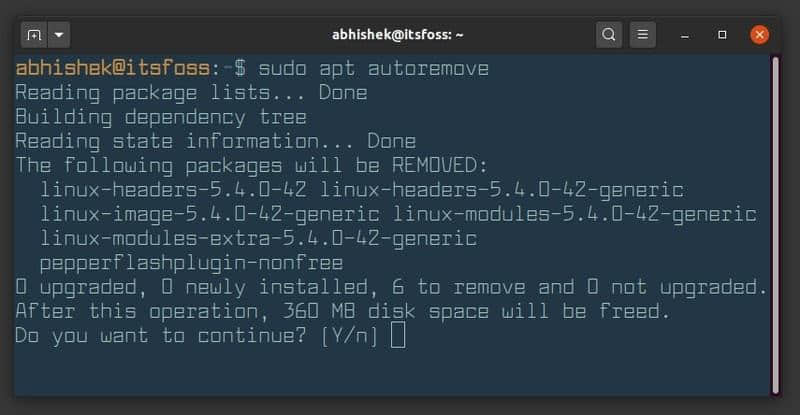 abhishek@itsfoss: ~
abhishek@itsfoss:~$ sudo apt autoremove
Reading package lists... Done
Building dependency tree
Reading state information... Done
The following packages will be REMOVED:
  linux-headers-5.4.0-42 linux-headers-5.4.0-42-generic
  linux-image-5.4.0-42-generic linux-modules-5.4.0-42-generic
  linux-modules-extra-5.4.0-42-generic
  pepperflashplugin-nonfree
0 upgraded, 0 newly installed, 6 to remove and 0 not upgraded.
After this operation, 360 MB disk space will be freed.
Do you want to continue? [Y/n]